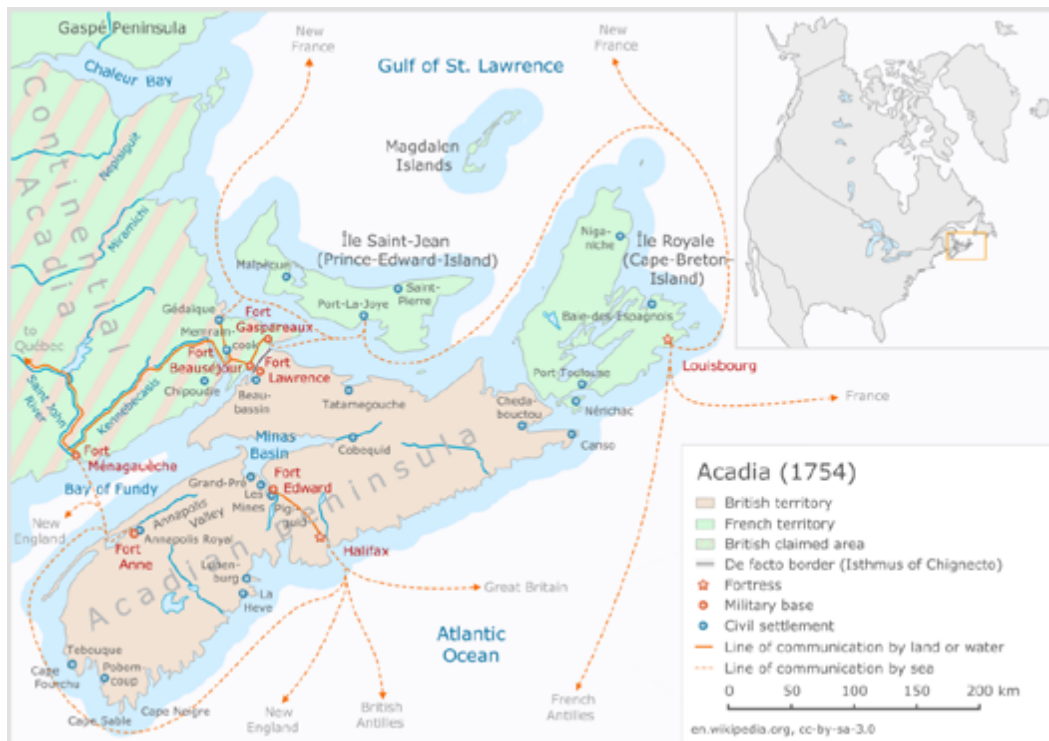 Gaspé Peninsula
Chaleur Bay
New
France
New
France
Gulf of St. Lawrence
Magdalen
Islands
Continental
Acadia
Nepisiguit
Miramichi
Île Saint-Jean
(Prince-Edward-Island)
Malpèque
Saint-
Pierre
Port-La-Joye
Niga-
niche
Île Royale
(Cape-Breton-
Island)
Baie-des-Espagnols
Port Toulouse
Nérichac
Louisbourg
France
Gédaïque
Memram-
cook
Fort
Gaspareaux
Fort
Beauséjour
Fort
Lawrence
Chipoudie
Beau-
bassin
Tatamegouche
Cheda-
bouctou
Canso
to
Québec
Saint John
River
Kennebecasis
Fort
Ménagouèche
Bay of Fundy
New
England
Minas
Basin
Cobequid
Grand-Pré
Les
Mines
Fort
Edward
Pigi-
guid
Annapolis
Valley
Annapolis Royal
Fort
Anne
Halifax
Acadian Peninsula
Lunen-
burg
La
Heve
Tebouque
Cape
Fourchu
Pobom
coup
Cape Sable
Cape Neigre
Great Britain
Atlantic
Ocean
New
England
British
Antilles
French
Antilles
Acadia (1754)
British territory
French territory
British claimed area
De facto border (Isthmus of Chignecto)
Fortress
Military base
Civil settlement
Line of communication by land or water
Line of communication by sea
0 50 100 150 200 km
en.wikipedia.org, cc-by-sa-3.0